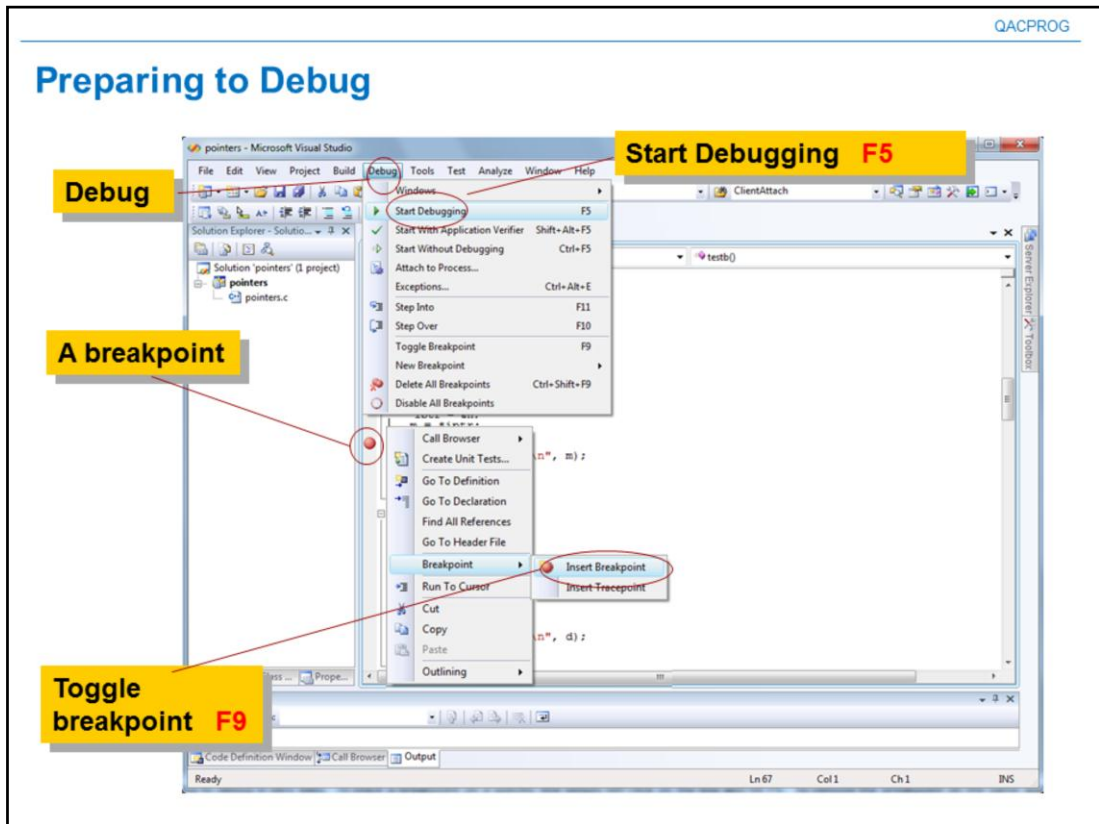 QACPROG
Preparing to Debug
pointers - Microsoft Visual Studio
Start Debugging F5
File Edit View Project Build Debug Tools Test Analyze Window Help
Debug
Windows
ClientAttach
Start Debugging F5
Solution Explorer - Solutio...
Start With Application Verifier Shift+Alt+F5
Start Without Debugging Ctrl+F5
testb()
Solution 'pointers' (1 project)
Attach to Process...
pointers
Exceptions... Ctrl+Alt+E
pointers.c
Server Explorer
Toolbox
Step Into F11
Step Over F10
A breakpoint
Toggle Breakpoint F9
New Breakpoint
Delete All Breakpoints Ctrl+Shift+F9
Disable All Breakpoints
m = *iptr;
Call Browser
Create Unit Tests...
\n", m);
Go To Definition
Go To Declaration
Find All References
Go To Header File
Breakpoint
Insert Breakpoint
Run To Cursor
Insert Tracepoint
Cut
Copy
\n", d);
Paste
Outlining
Prope...
Toggle
breakpoint F9
Code Definition Window Call Browser Output
Ready Ln 67 Col 1 Ch 1 INS